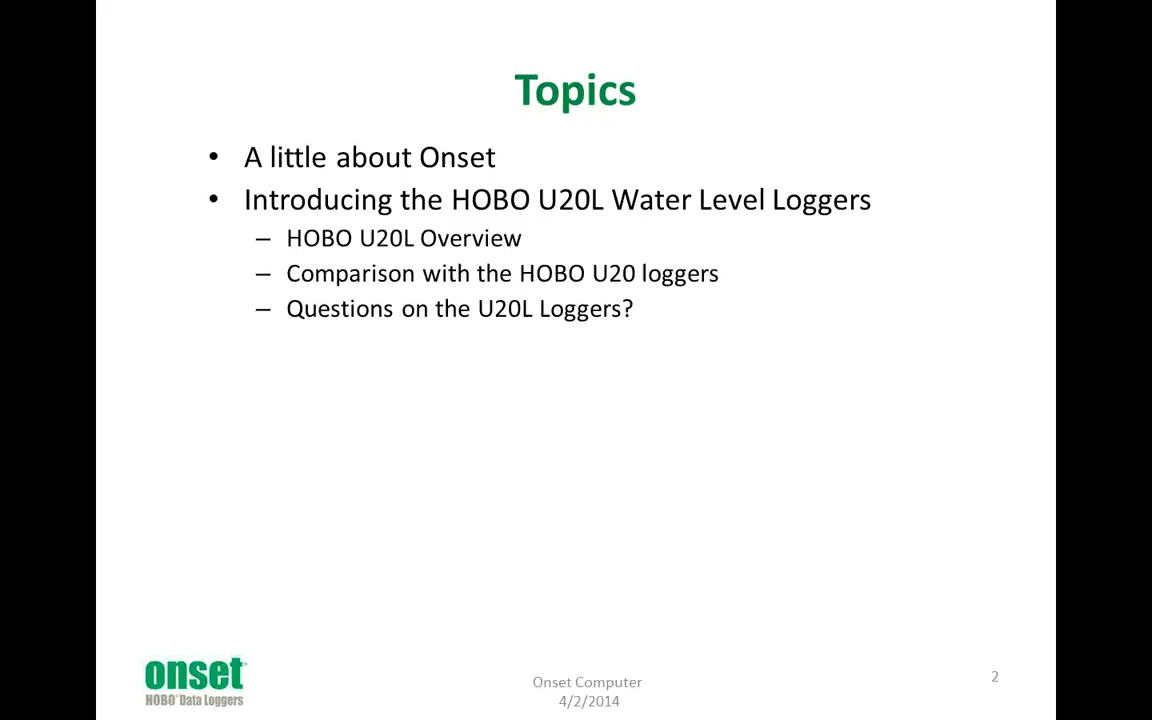 Topics
• A little about Onset
• Introducing the HOBO U20L Water Level Loggers
– HOBO U20L Overview
– Comparison with the HOBO U20 loggers
– Questions on the U20L Loggers?
onset®
HOBO® Data Loggers
Onset Computer
4/2/2014
2